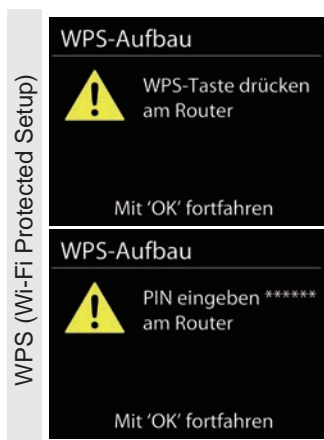 WPS (Wi-Fi Protected Setup)
WPS-Aufbau
WPS-Taste drücken
am Router
Mit 'OK' fortfahren
WPS-Aufbau
PIN eingeben ******
am Router
Mit 'OK' fortfahren